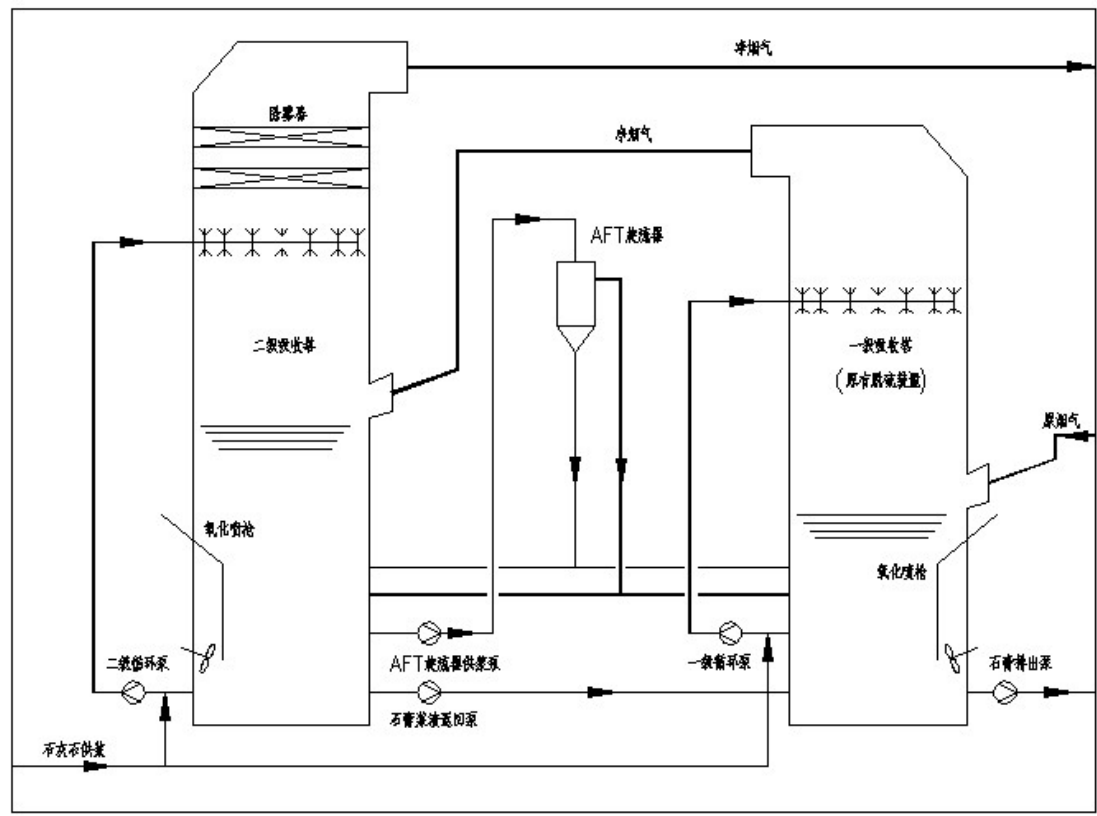 净烟气
除雾器
净烟气
AFT旋流器
二级吸收塔
一级吸收塔
(原有脱硫装置)
原烟气
氧化喷枪
氧化喷枪
二级循环泵
AFT旋流器供浆泵
一级循环泵
石膏排出泵
石膏浆液返回泵
石灰石供浆